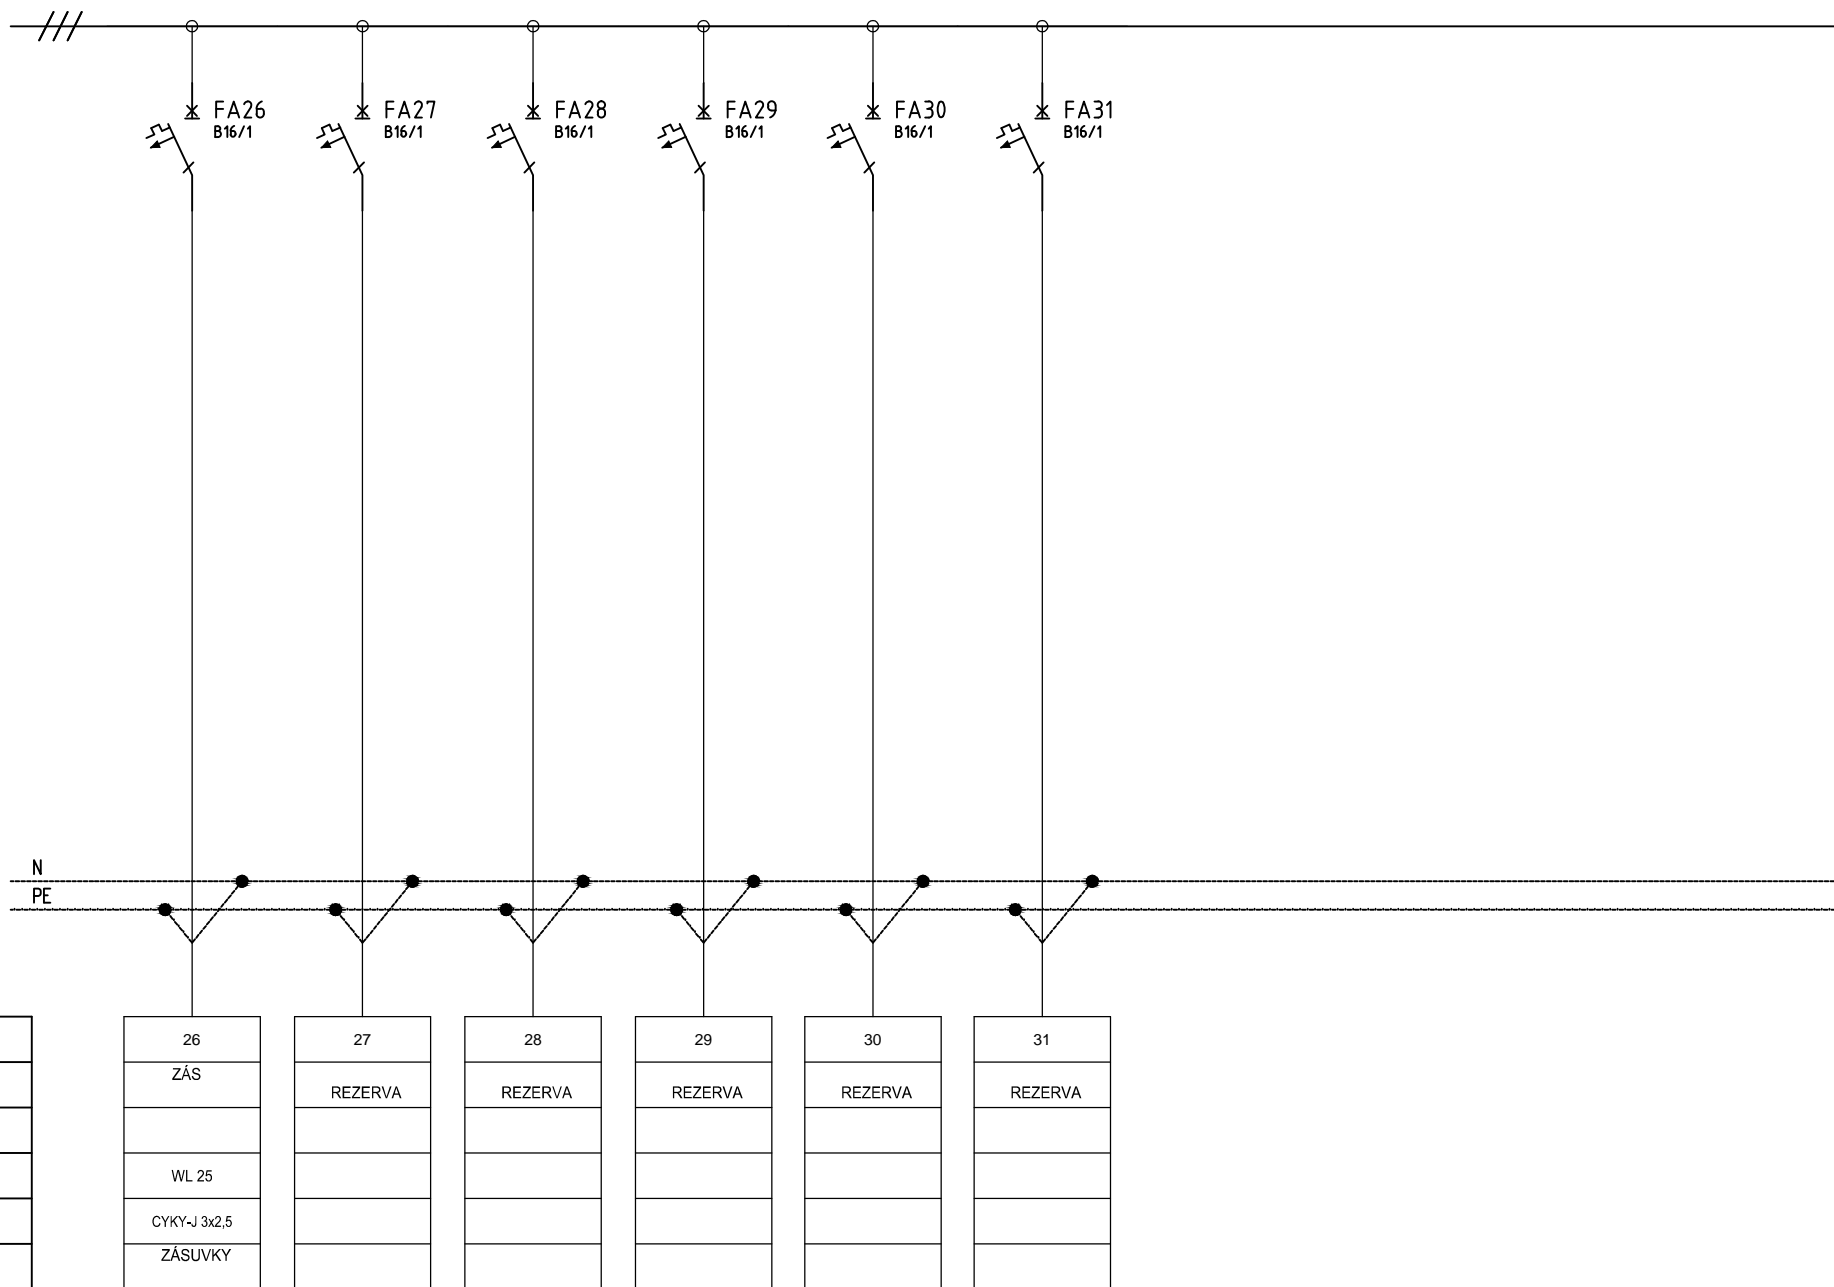 FA26
B16/1
FA27
B16/1
FA28
B16/1
FA29
B16/1
FA30
B16/1
FA31
B16/1
N
PE
26
27
28
29
30
31
ZÁS
REZERVA
REZERVA
REZERVA
REZERVA
REZERVA
WL 25
CYKY-J 3x2,5
ZÁSUVKY